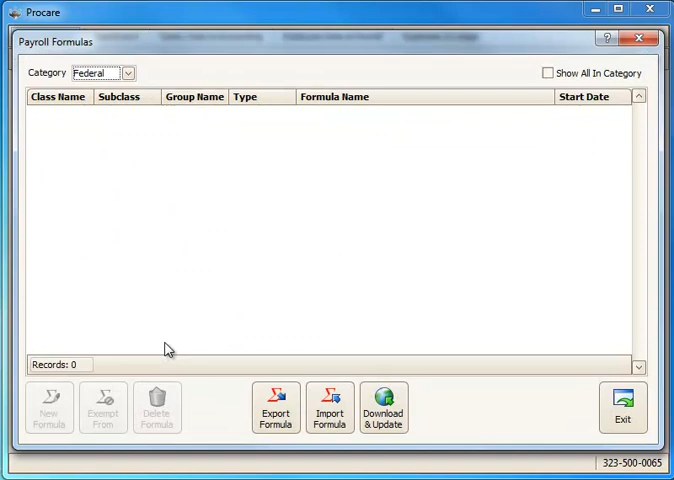 Procare
Payroll Formulas
?
Category Federal
Show All In Category
Class Name Subclass Group Name Type Formula Name Start Date
Records: 0
New Formula
Exempt From
Delete Formula
Export Formula
Import Formula
Download & Update
Exit
323-500-0065